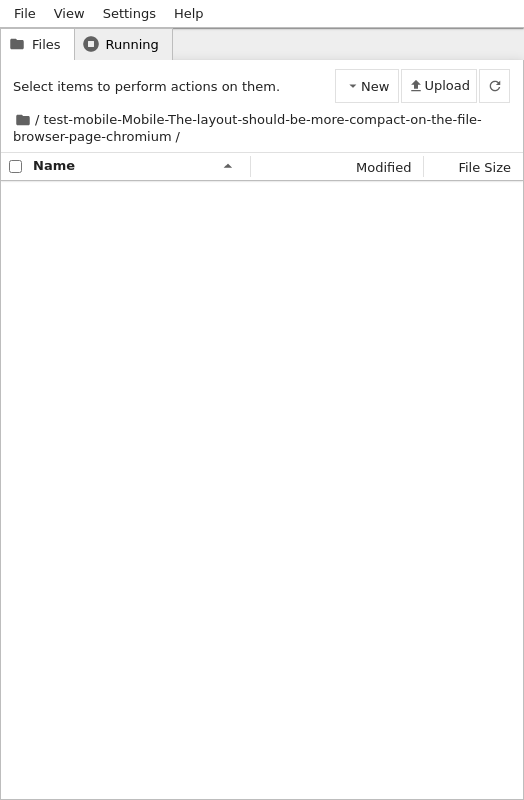 File View Settings Help
Files Running
Select items to perform actions on them. New Upload
/ test-mobile-Mobile-The-layout-should-be-more-compact-on-the-file-
browser-page-chromium /
Name Modified File Size